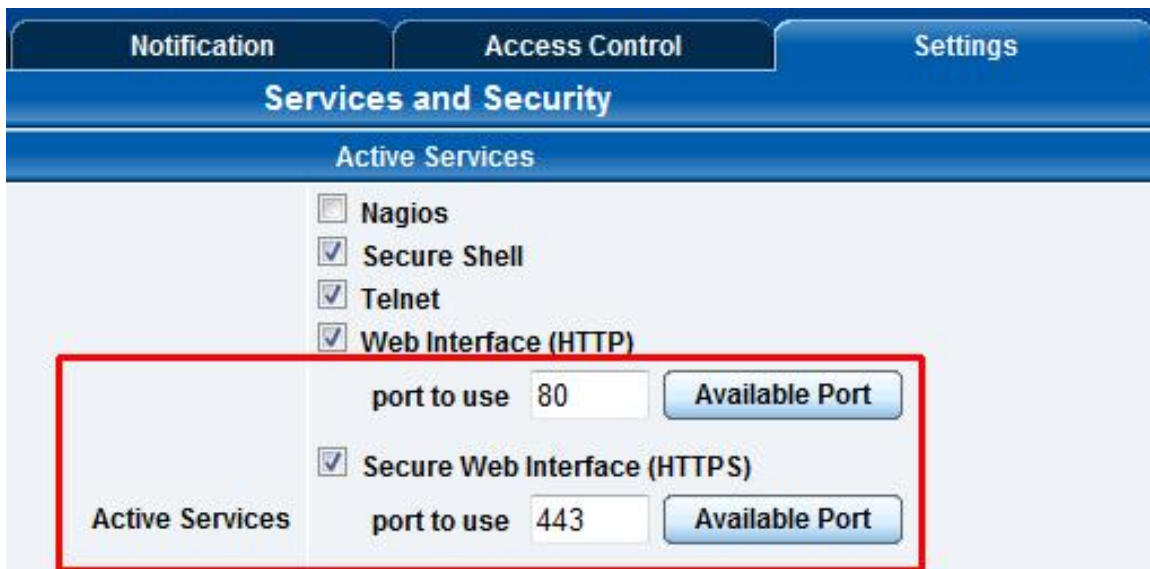 Notification Access Control Settings
Services and Security
Active Services
Nagios
Secure Shell
Telnet
Web Interface (HTTP)
port to use 80 Available Port
Secure Web Interface (HTTPS)
Active Services port to use 443 Available Port